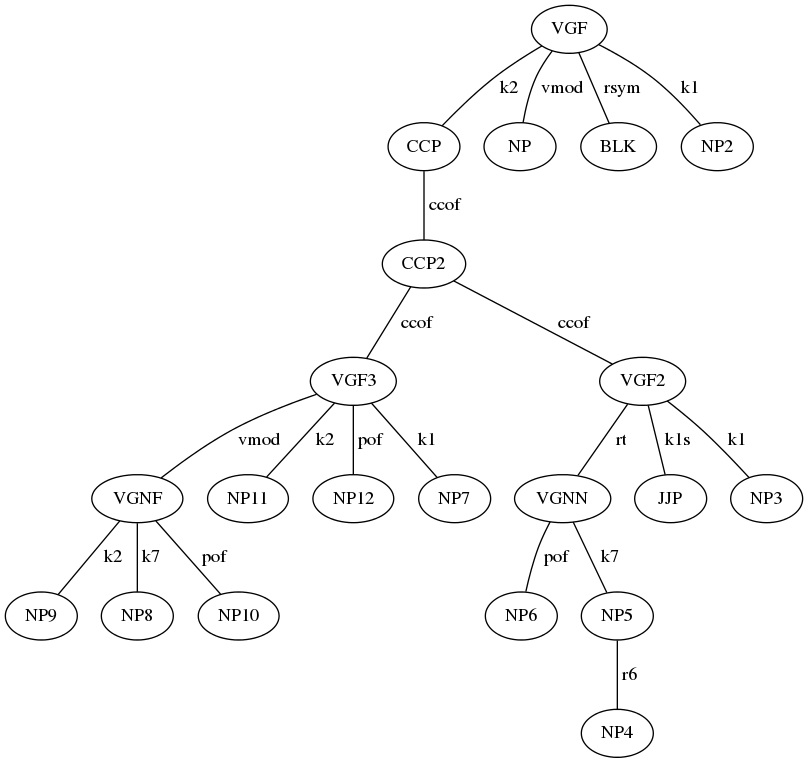 VGF
k2 vmod rsym k1
CCP NP BLK NP2
ccof
CCP2
ccof ccof
VGF3 VGF2
vmod k2 pof k1 rt k1s k1
VGNF NP11 NP12 NP7 VGNN JJP NP3
k2 k7 pof pof k7
NP9 NP8 NP10 NP6 NP5
r6
NP4